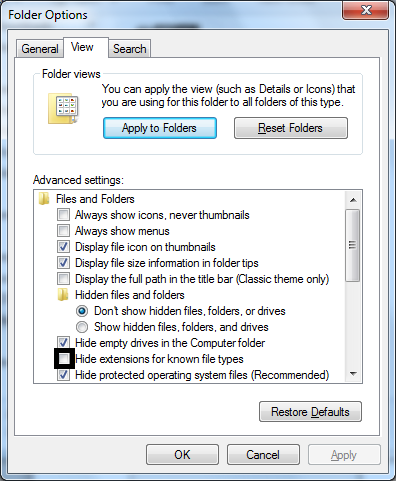 Folder Options
General View Search
Folder views
You can apply the view (such as Details or Icons) that
you are using for this folder to all folders of this type.
Apply to Folders Reset Folders
Advanced settings:
Files and Folders
Always show icons, never thumbnails
Always show menus
Display file icon on thumbnails
Display file size information in folder tips
Display the full path in the title bar (Classic theme only)
Hidden files and folders
Don't show hidden files, folders, or drives
Show hidden files, folders, and drives
Hide empty drives in the Computer folder
Hide extensions for known file types
Hide protected operating system files (Recommended)
Restore Defaults
OK Cancel Apply